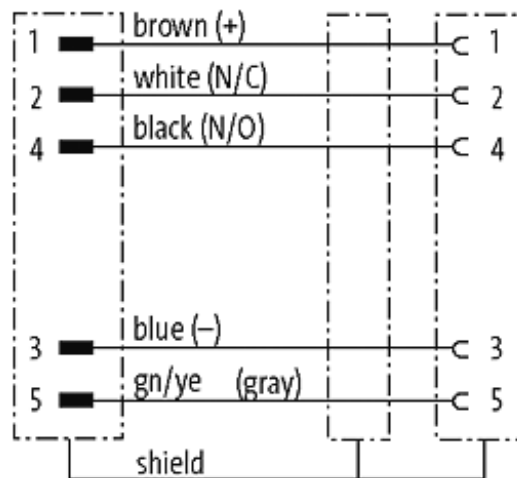 1 brown (+) 1
2 white (N/C) 2
4 black (N/O) 4
3 blue (–) 3
5 gn/ye (gray) 5
shield